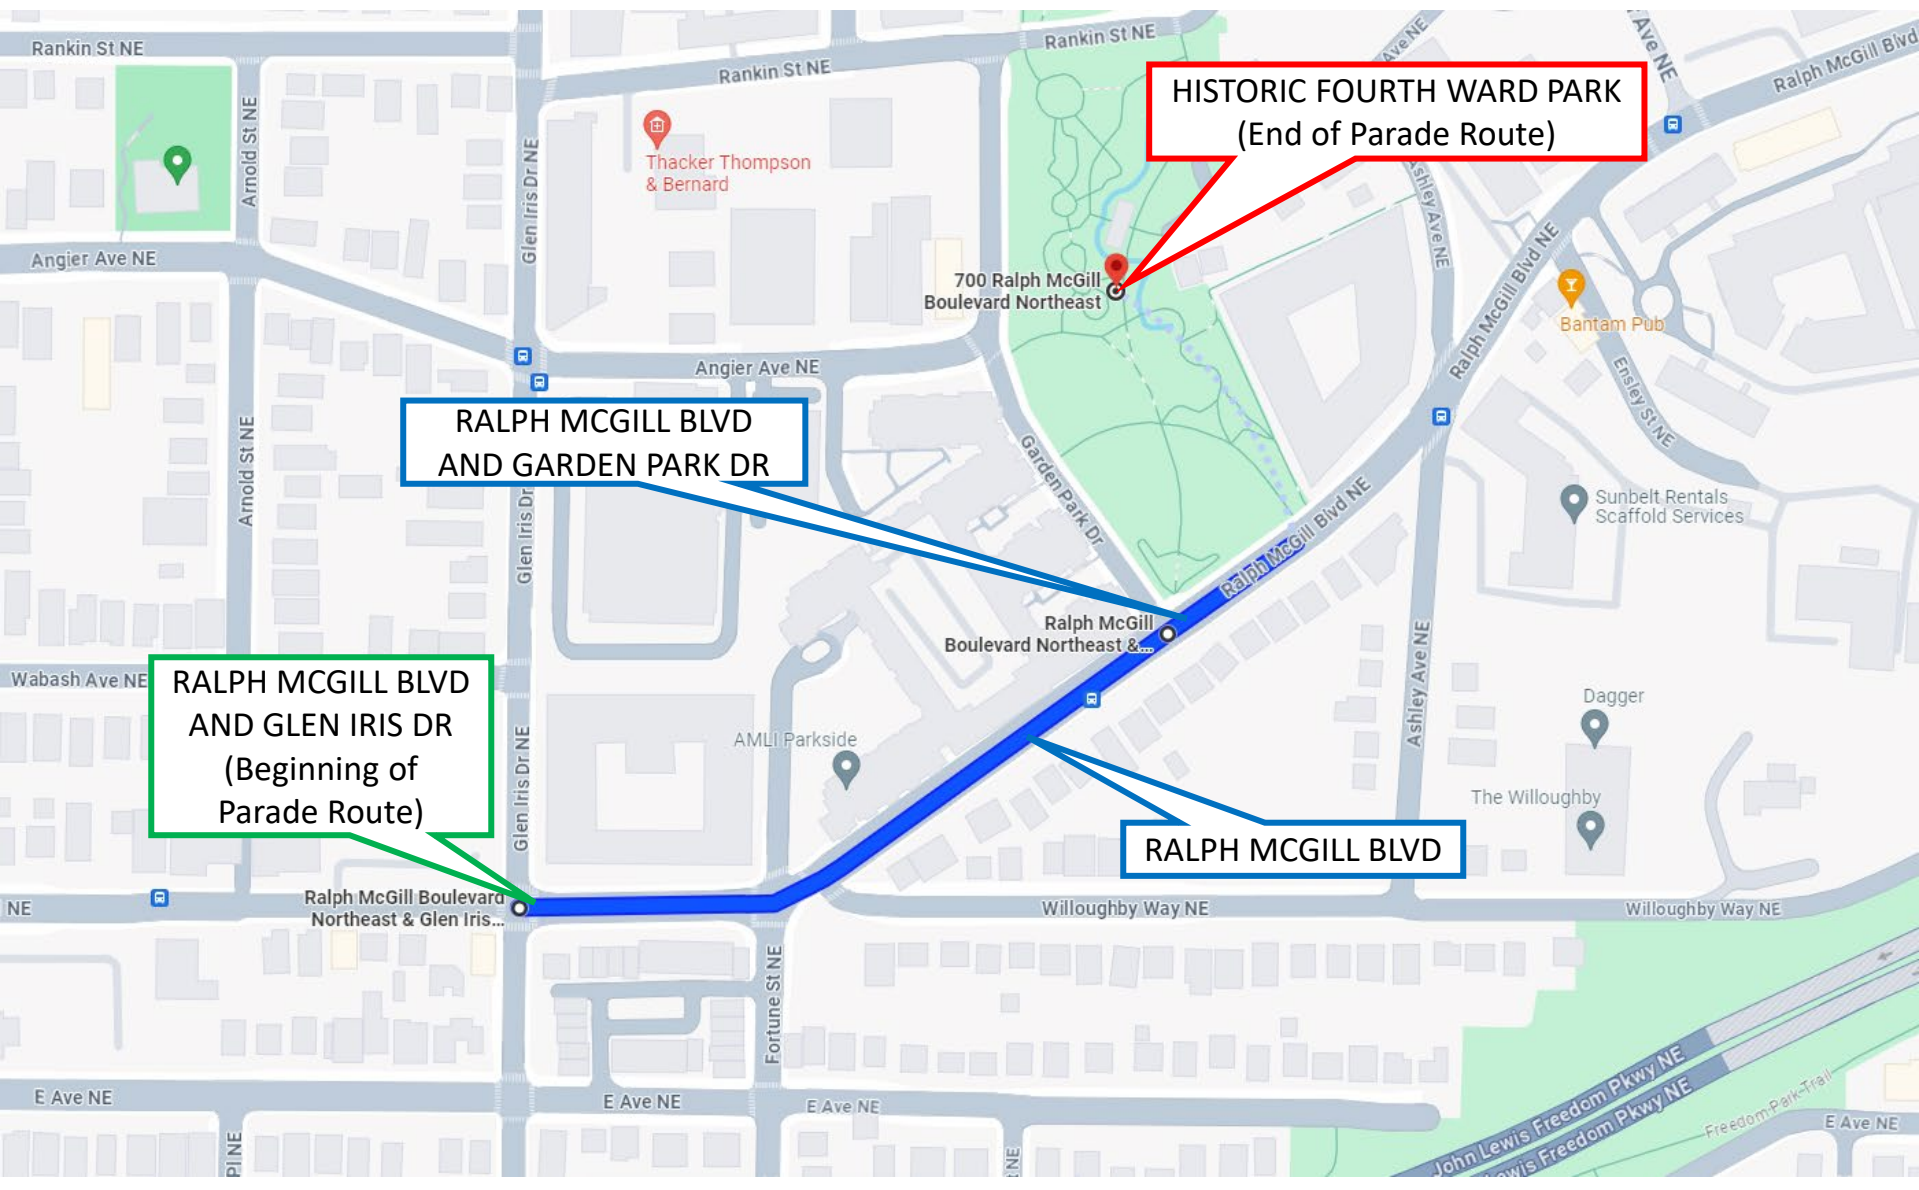 Rankin St NE
Rankin St NE
Rankin St NE
Ave NE
Ave NE
Ralph McGill Blvd
HISTORIC FOURTH WARD PARK
(End of Parade Route)
Arnold St NE
Glen Iris Dr NE
Thacker Thompson
& Bernard
Ashley Ave NE
Ralph McGill Blvd NE
Angier Ave NE
700 Ralph McGill
Boulevard Northeast
Bantam Pub
Angier Ave NE
Ensley St NE
RALPH MCGILL BLVD
AND GARDEN PARK DR
Arnold St NE
Glen Iris Dr
Garden Park Dr
Ralph McGill Blvd NE
Sunbelt Rentals
Scaffold Services
Ralph McGill
Boulevard Northeast &...
Wabash Ave NE
RALPH MCGILL BLVD
AND GLEN IRIS DR
(Beginning of
Parade Route)
Glen Iris Dr NE
AMLI Parkside
Ashley Ave NE
Dagger
The Willoughby
RALPH MCGILL BLVD
NE
Ralph McGill Boulevard
Northeast & Glen Iris...
Willoughby Way NE
Willoughby Way NE
Fortune St NE
E Ave NE
E Ave NE
E Ave NE
E Ave NE
John Lewis Freedom Pkwy NE
Lewis Freedom Pkwy NE
Freedom Park Trail
Pl NE
NE